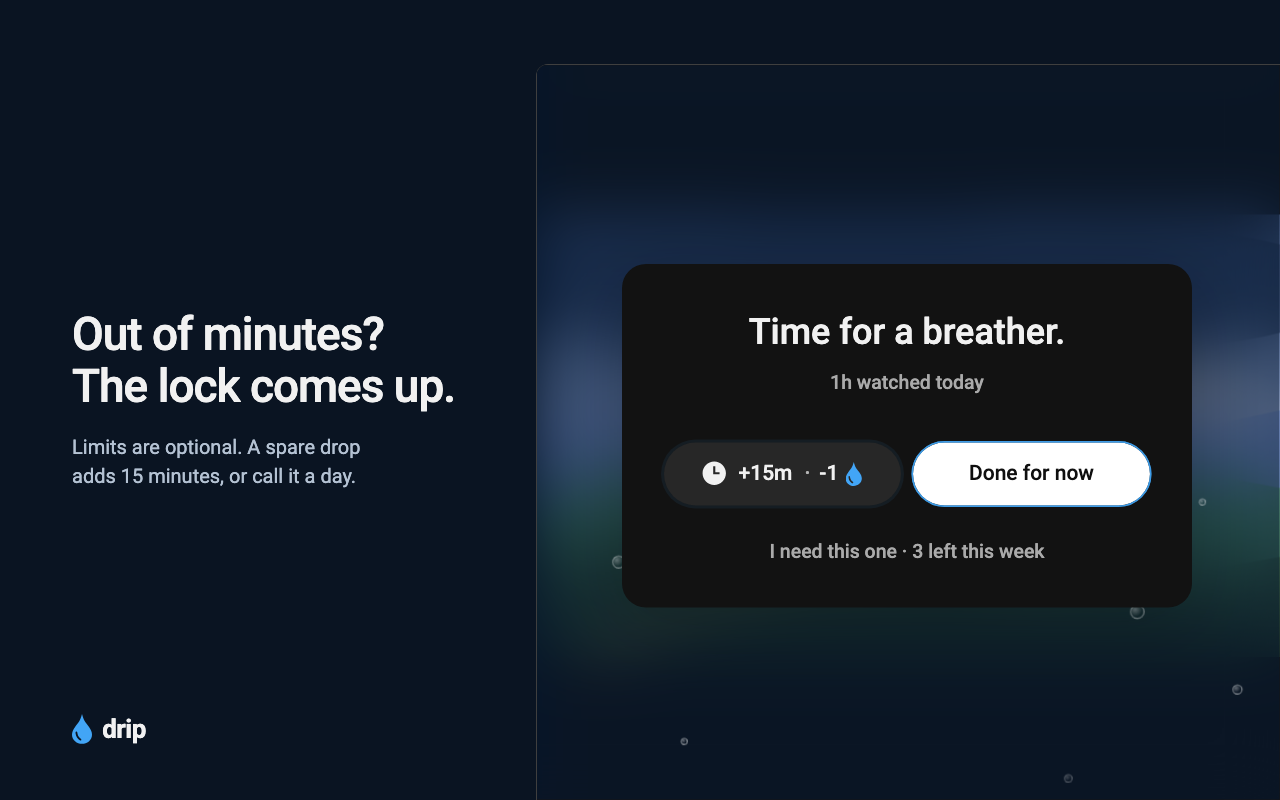 Out of minutes?
The lock comes up.
Limits are optional. A spare drop
adds 15 minutes, or call it a day.
drip
Time for a breather.
1h watched today
+15m · -1
Done for now
I need this one · 3 left this week